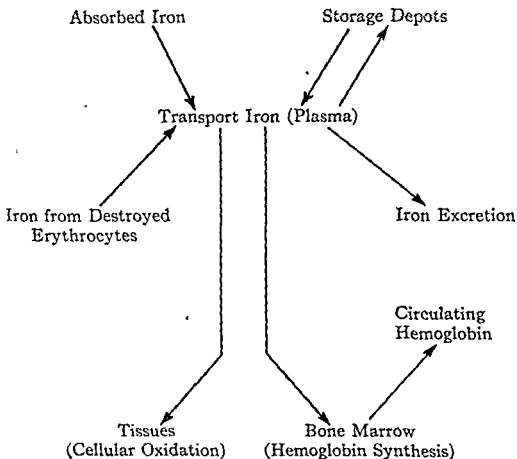 Absorbed Iron
Storage Depots
Transport Iron (Plasma)
Iron from Destroyed
Erythrocytes
Iron Excretion
Circulating
Hemoglobin
Tissues
(Cellular Oxidation)
Bone Marrow
(Hemoglobin Synthesis)